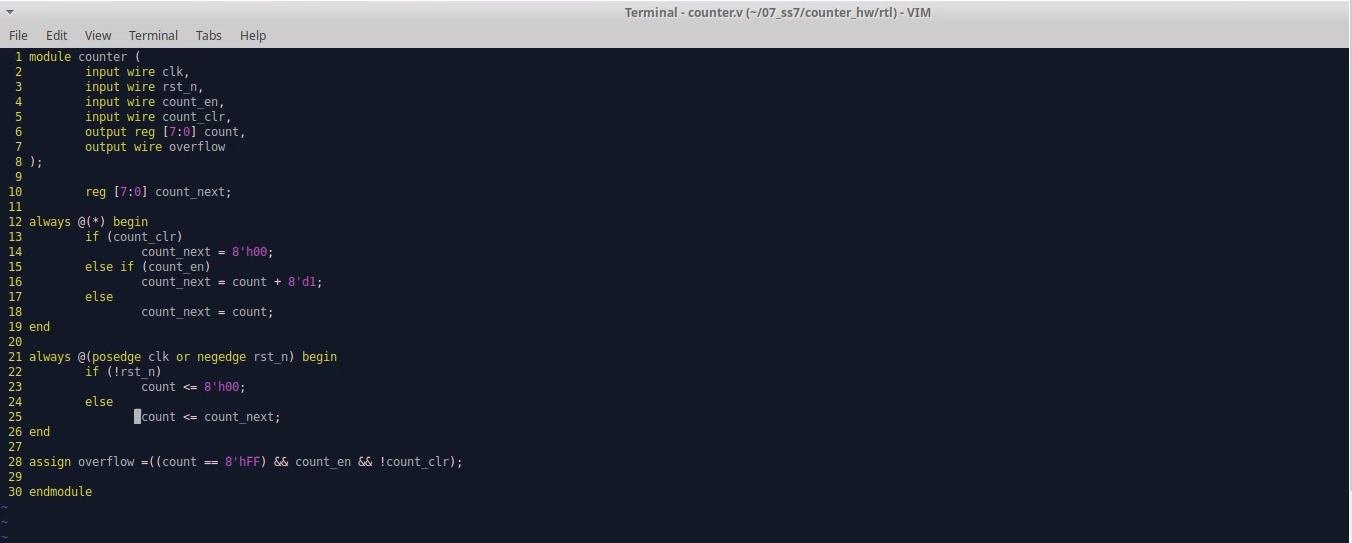 Terminal - counter.v (~/07_ss7/counter_hw/rtl) - VIM
File Edit View Terminal Tabs Help
1 module counter (
2         input wire clk,
3         input wire rst_n,
4         input wire count_en,
5         input wire count_clr,
6         output reg [7:0] count,
7         output wire overflow
8 );
9
10         reg [7:0] count_next;
11
12 always @(*) begin
13         if (count_clr)
14                 count_next = 8'h00;
15         else if (count_en)
16                 count_next = count + 8'd1;
17         else
18                 count_next = count;
19 end
20
21 always @(posedge clk or negedge rst_n) begin
22         if (!rst_n)
23                 count <= 8'h00;
24         else
25                 count <= count_next;
26 end
27
28 assign overflow =((count == 8'hFF) && count_en && !count_clr);
29
30 endmodule
~
~
~